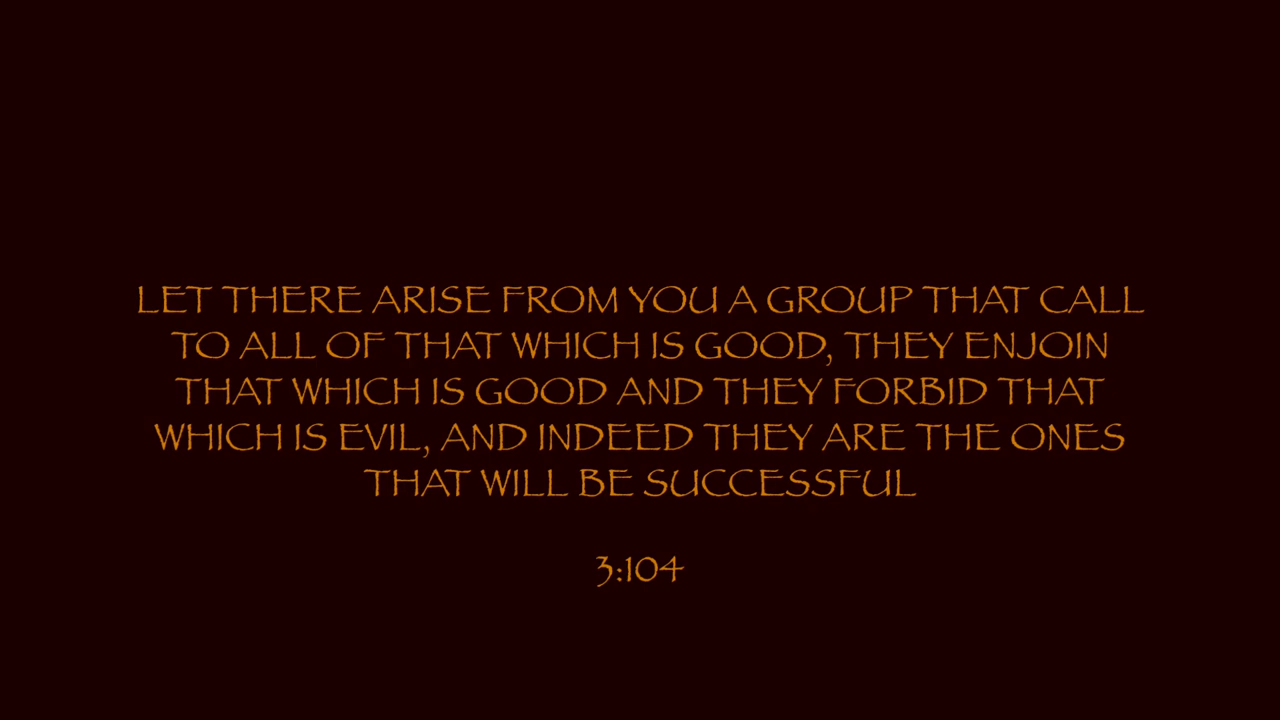 LET THERE ARISE FROM YOU A GROUP THAT CALL
TO ALL OF THAT WHICH IS GOOD, THEY ENJOIN
THAT WHICH IS GOOD AND THEY FORBID THAT
WHICH IS EVIL, AND INDEED THEY ARE THE ONES
THAT WILL BE SUCCESSFUL
3:104